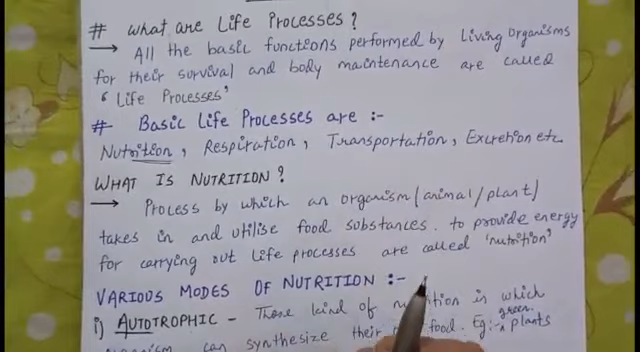 # What are Life Processes?
→ All the basic functions performed by living organisms
for their survival and body maintenance are called
'Life Processes'
# Basic Life Processes are :-
Nutrition, Respiration, Transportation, Excretion etc
WHAT IS NUTRITION?
→ Process by which an organism (animal/plant)
takes in and utilise food substances. to provide energy
for carrying out life processes are called 'nutrition'
VARIOUS MODES OF NUTRITION :-
i) AUTOTROPHIC - Those kind of in which
can synthesize their food. Eg:- green plants